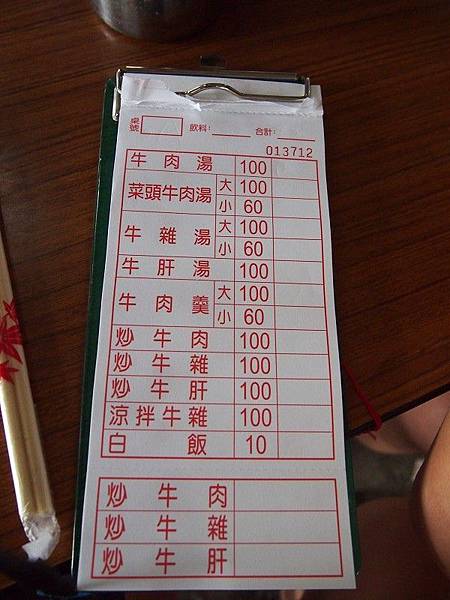 桌號 飲料: 合計:
013712
牛肉湯 100
菜頭牛肉湯 大 100
小 60
牛雜湯 大 100
小 60
牛肝湯 100
牛肉羹 大 100
小 60
炒牛肉 100
炒牛雜 100
炒牛肝 100
涼拌牛雜 100
白飯 10
炒牛肉
炒牛雜
炒牛肝